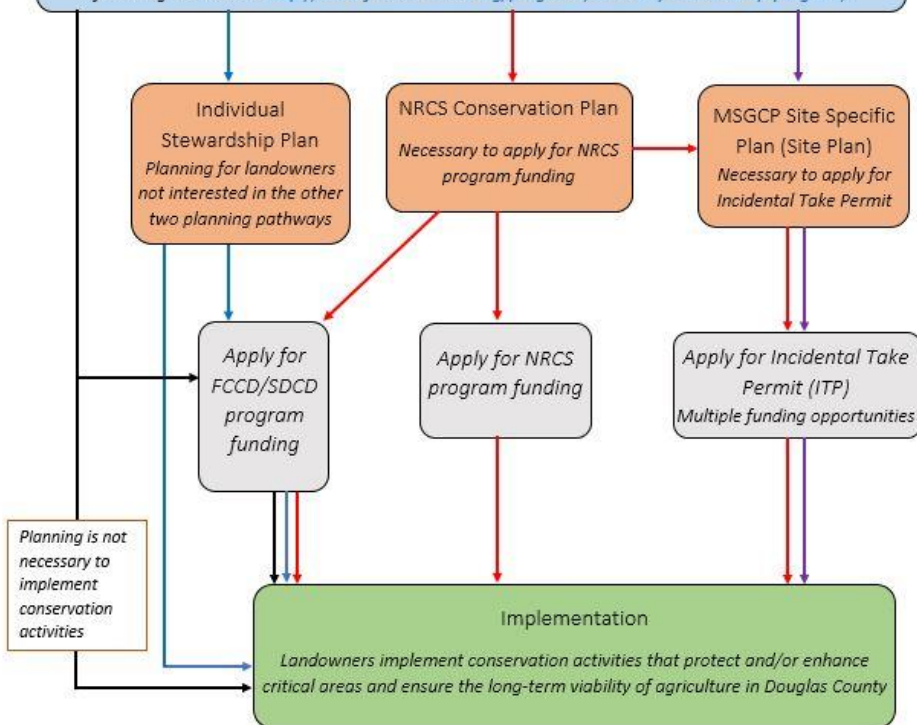 Individual
Stewardship Plan
Planning for landowners
not interested in the other
two planning pathways
NRCS Conservation Plan
Necessary to apply for NRCS
program funding
MSGCP Site Specific
Plan (Site Plan)
Necessary to apply for
Incidental Take Permit
Apply for
FCCD/SDCD
program
funding
Apply for NRCS
program funding
Apply for Incidental Take
Permit (ITP)
Multiple funding opportunities
Planning is not
necessary to
implement
conservation
activities
Implementation
Landowners implement conservation activities that protect and/or enhance
critical areas and ensure the long-term viability of agriculture in Douglas County